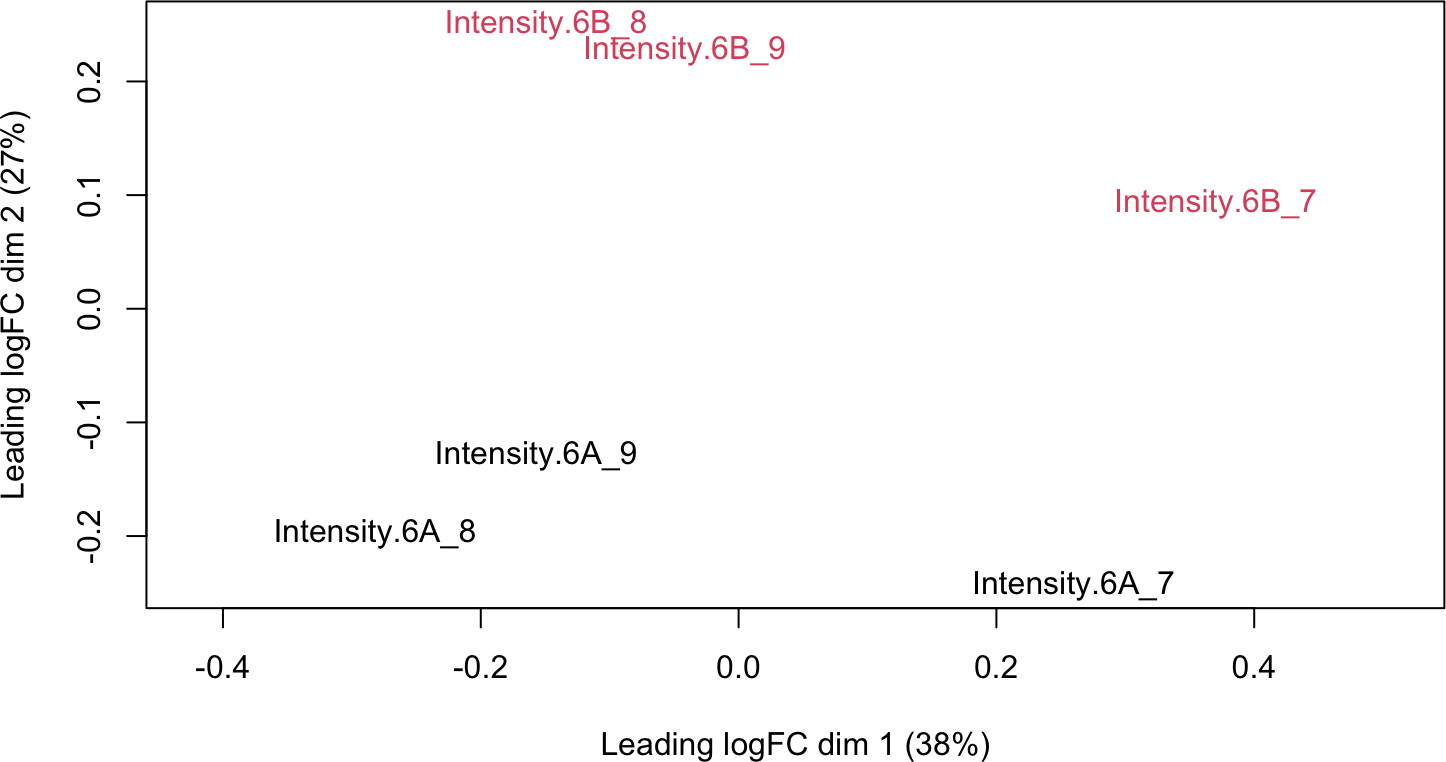 Intensity.6B_8
Intensity.6B_9
Intensity.6B_7
Intensity.6A_9
Intensity.6A_8
Intensity.6A_7
Leading logFC dim 2 (27%)
0.2
0.1
0.0
-0.1
-0.2
-0.4 -0.2 0.0 0.2 0.4
Leading logFC dim 1 (38%)